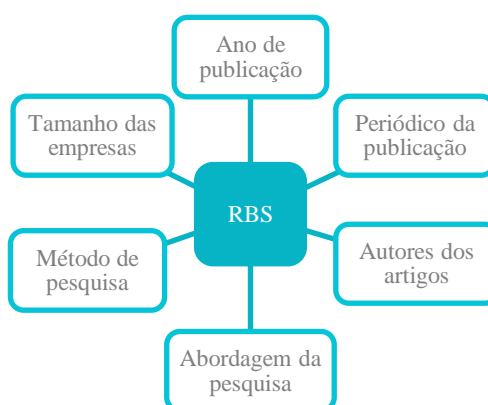 Ano de
publicação
Tamanho das
empresas
Periódico da
publicação
RBS
Método de
pesquisa
Autores dos
artigos
Abordagem da
pesquisa